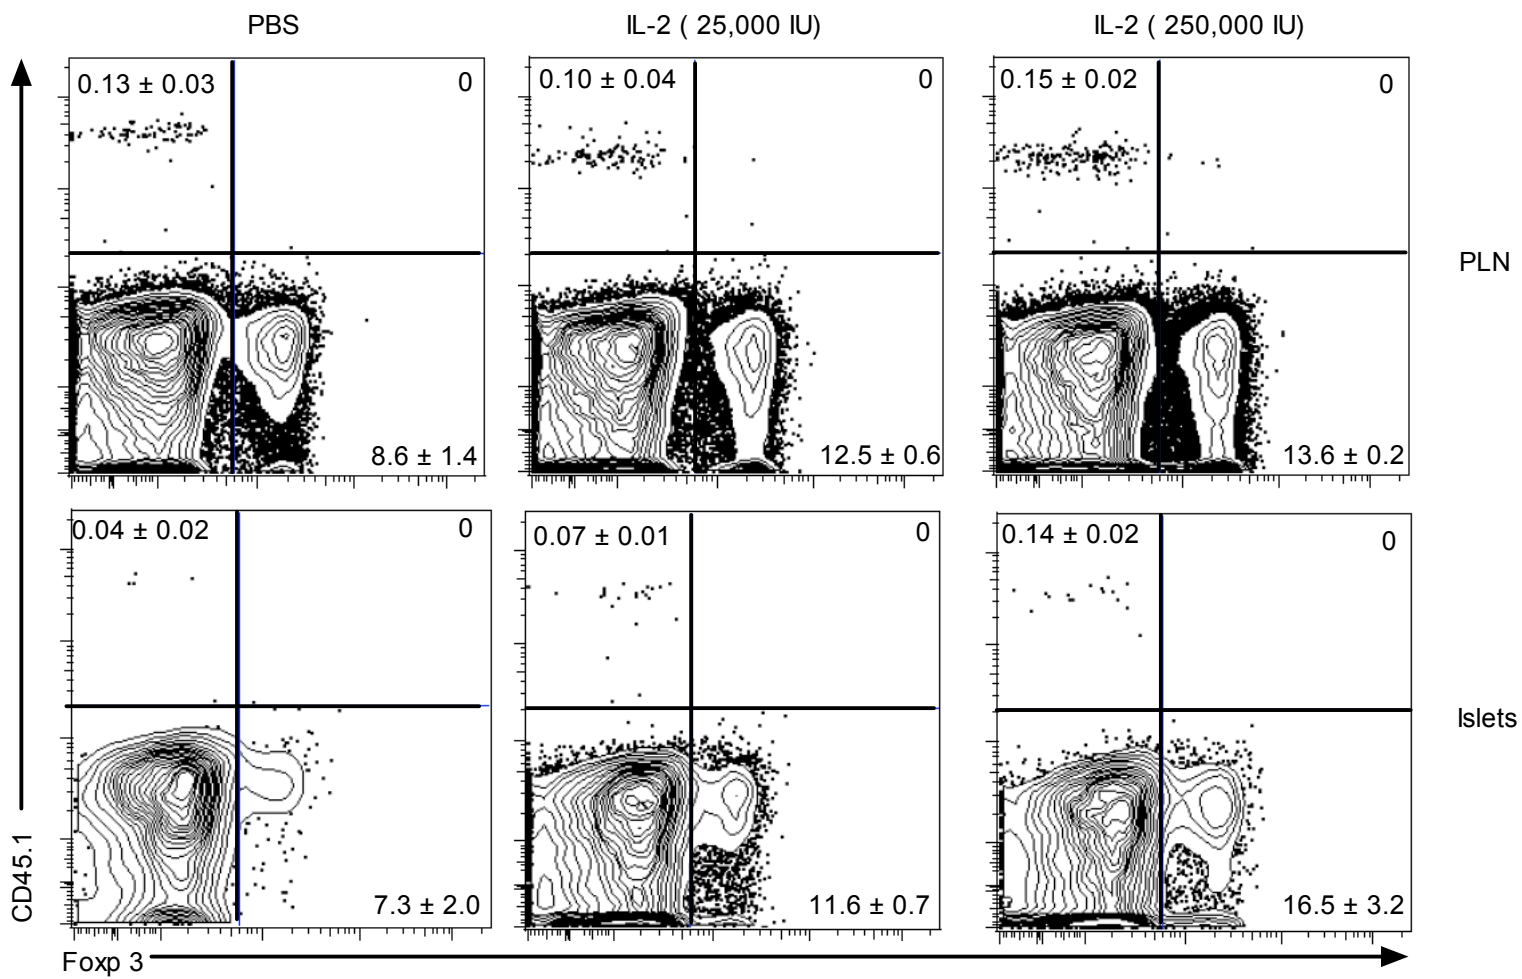 PBS
IL-2 ( 25,000 IU)
IL-2 ( 250,000 IU)
0.13 ± 0.03
0
0.10 ± 0.04
0
0.15 ± 0.02
0
PLN
8.6 ± 1.4
12.5 ± 0.6
13.6 ± 0.2
0.04 ± 0.02
0
0.07 ± 0.01
0
0.14 ± 0.02
0
Islets
7.3 ± 2.0
11.6 ± 0.7
16.5 ± 3.2
CD45.1
Foxp 3